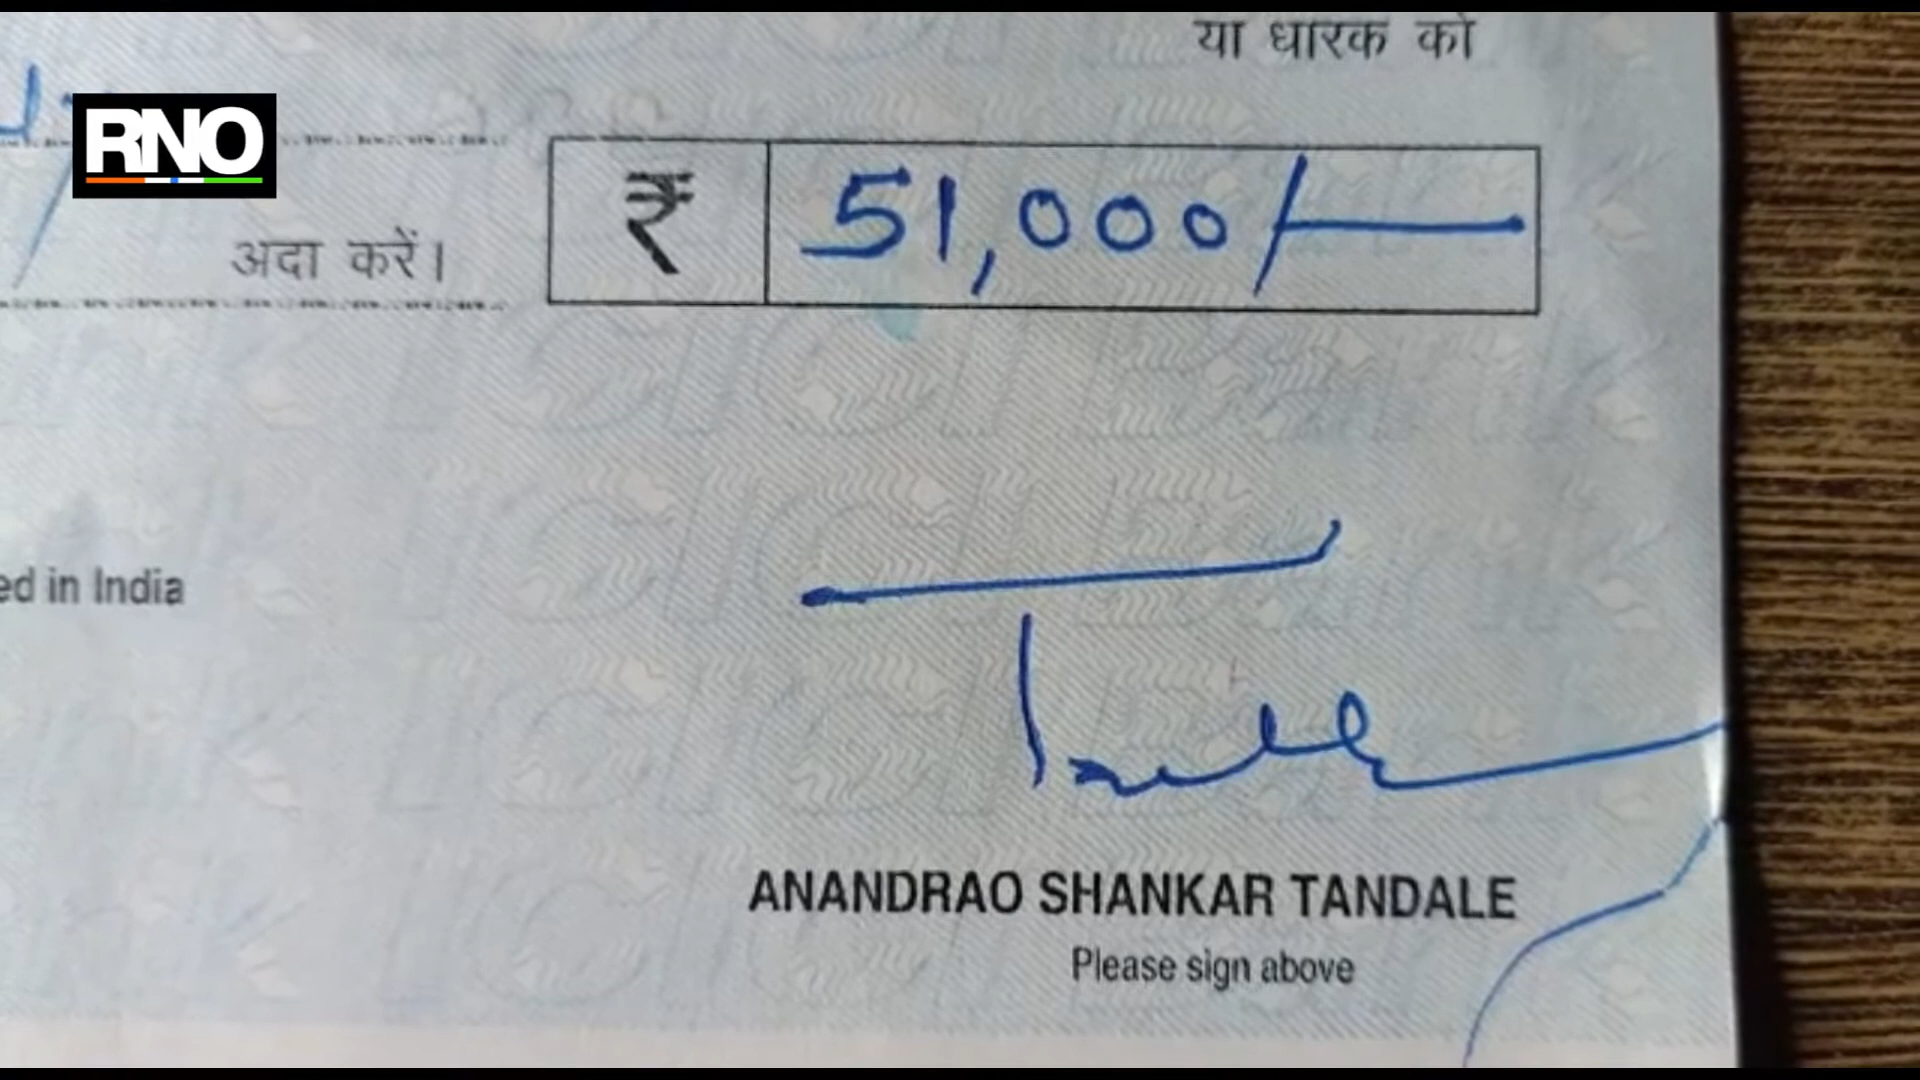 या धारक को
RNO
₹ 51,000/-
अदा करें।
ed in India
ANANDRAO SHANKAR TANDALE
Please sign above